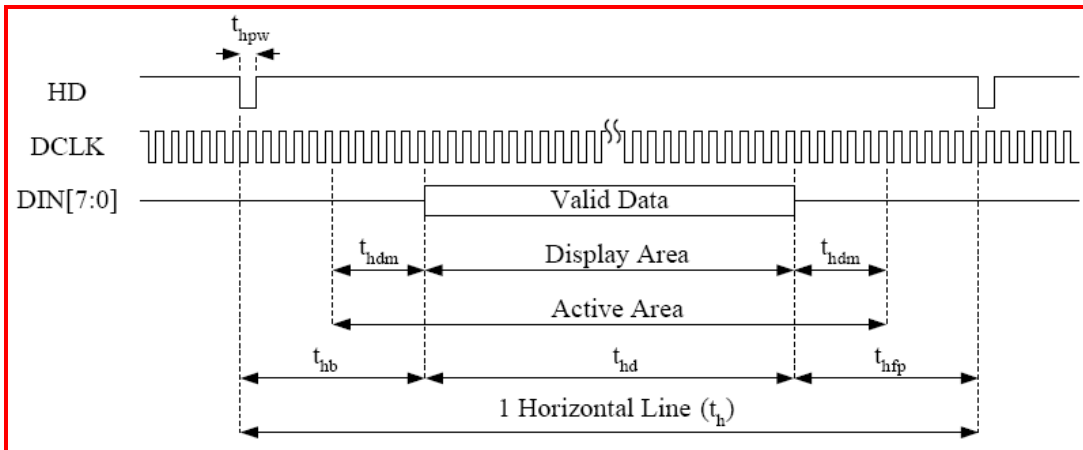 thpw
HD
DCLK
DIN[7:0]
Valid Data
thdm
Display Area
thdm
Active Area
thb
thd
thfp
1 Horizontal Line (th)